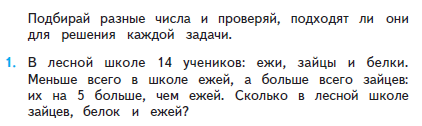 Подбирай разные числа и проверяй, подходят ли они
для решения каждой задачи.
1. В лесной школе 14 учеников: ежи, зайцы и белки.
Меньше всего в школе ежей, а больше всего зайцев:
их на 5 больше, чем ежей. Сколько в лесной школе
зайцев, белок и ежей?